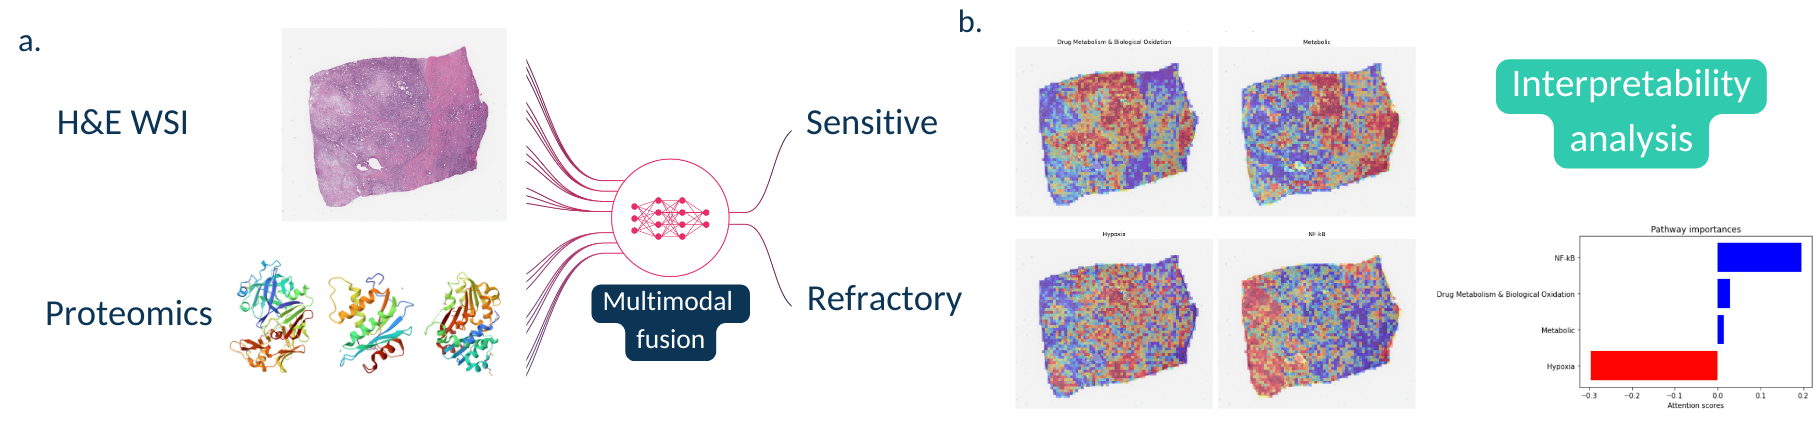 a.
H&E WSI
Proteomics
Multimodal
fusion
Sensitive
Refractory
b.
Drug Metabolism & Biological Oxidation
Metabolic
Hypoxia
NF-kB
Interpretability
analysis
Pathway importances
NF-kB
Drug Metabolism & Biological Oxidation
Metabolic
Hypoxia
−0.3 −0.2 −0.1 0.0 0.1 0.2
Attention scores